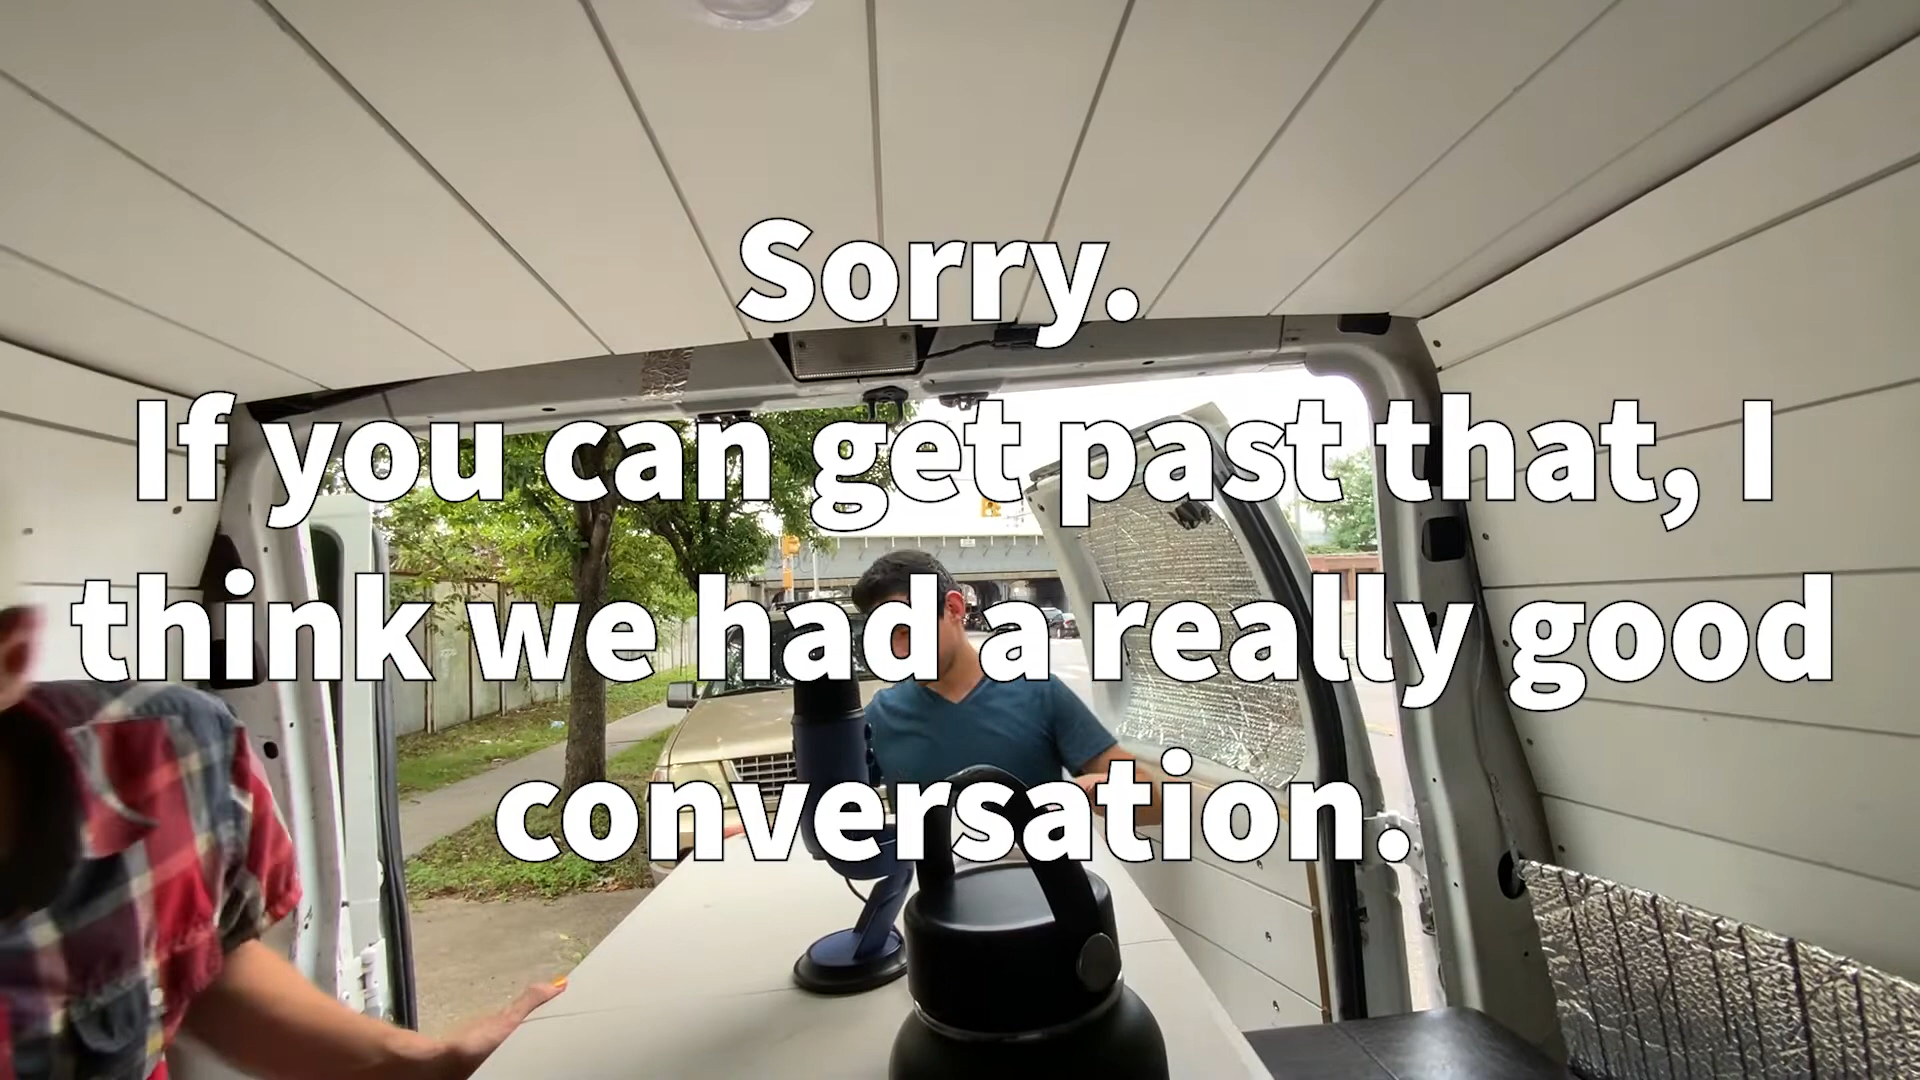 Sorry.
If you can get past that, I
think we had a really good
conversation.